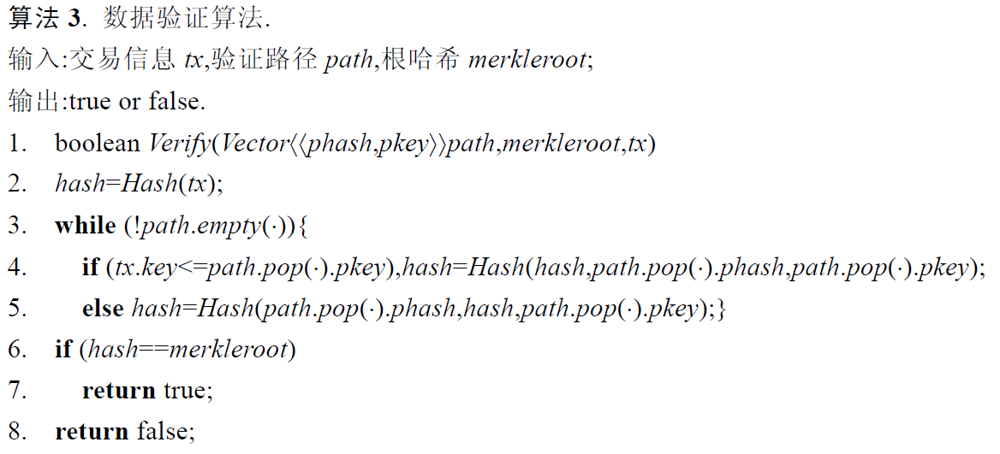 算法 3. 数据验证算法.
输入:交易信息 tx,验证路径 path,根哈希 merkleroot;
输出:true or false.
1. boolean Verify(Vector〈〈phash,pkey〉〉path,merkleroot,tx)
2. hash=Hash(tx);
3. while (!path.empty(·)){
4. if (tx.key<=path.pop(·).pkey),hash=Hash(hash,path.pop(·).phash,path.pop(·).pkey);
5. else hash=Hash(path.pop(·).phash,hash,path.pop(·).pkey);}
6. if (hash==merkleroot)
7. return true;
8. return false;